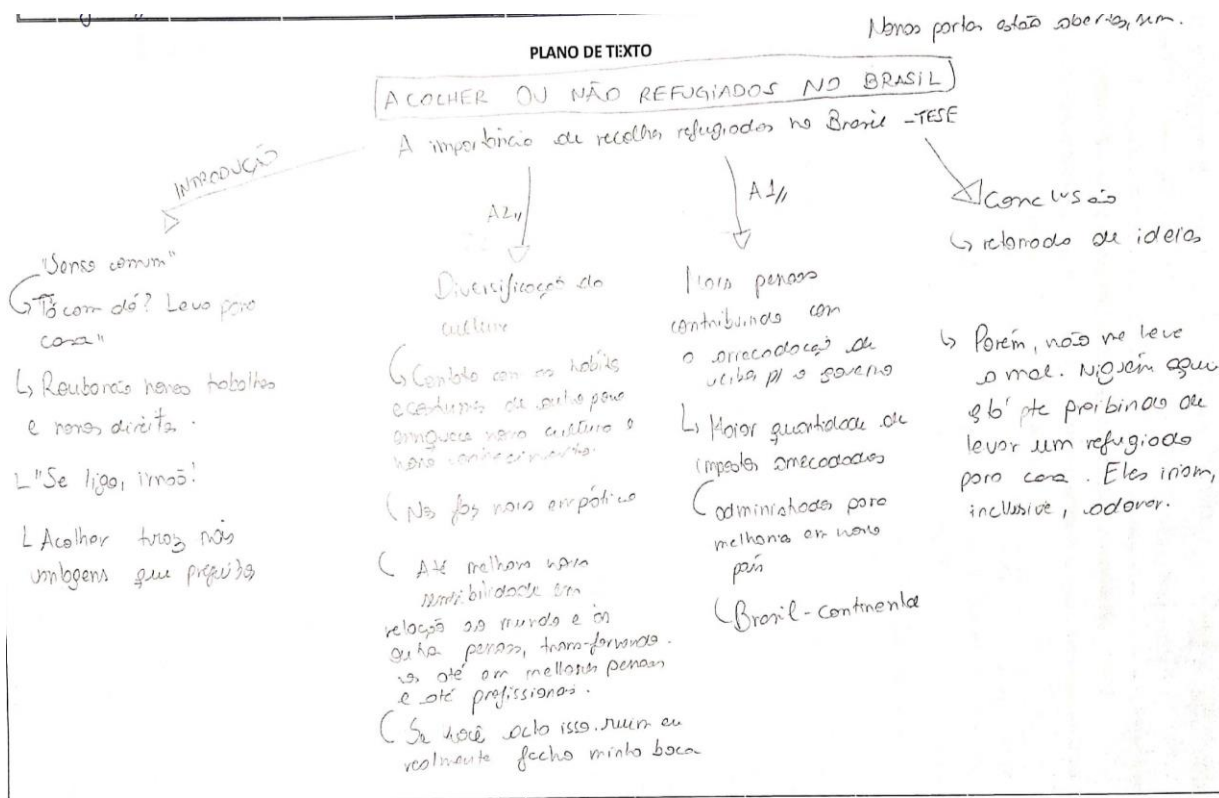 Nossas portas estão abertas, sim.
PLANO DE TEXTO
ACOLHER OU NÃO REFUGIADOS NO BRASIL
A importância de recolher refugiados no Brasil -TESE
INTRODUÇÃO
"Senso comum"
"Tá com dó? Leva para
casa"
Roubarão nossos trabalhos
e nossos direitos.
"Se liga, irmão!
Acolher traz mais
vantagens que prejuízos
A2,,
Diversificação da
cultura
Contato com os hábitos
e costumes de outro povo
enriquece nossa cultura e
nosso conhecimento.
Nos faz mais empáticos
Até melhora nossa
sensibilidade em
relação ao mundo e às
outras pessoas, transformando-
os até em melhores pessoas
e até profissionais.
Se você acha isso ruim eu
realmente fecho minha boca
A1,,
Mais pessoas
contribuindo com
a arrecadação de
verba p/ o governo
Maior quantidade de
impostos arrecadados
administrados para
melhoria em nosso
país
Brasil-continental
Conclusão
retomada de ideias
Porém, não me leve
a mal. Niguém aqui
tá te proibindo de
levar um refugiado
para casa. Eles iriam,
inclusive, adorar.